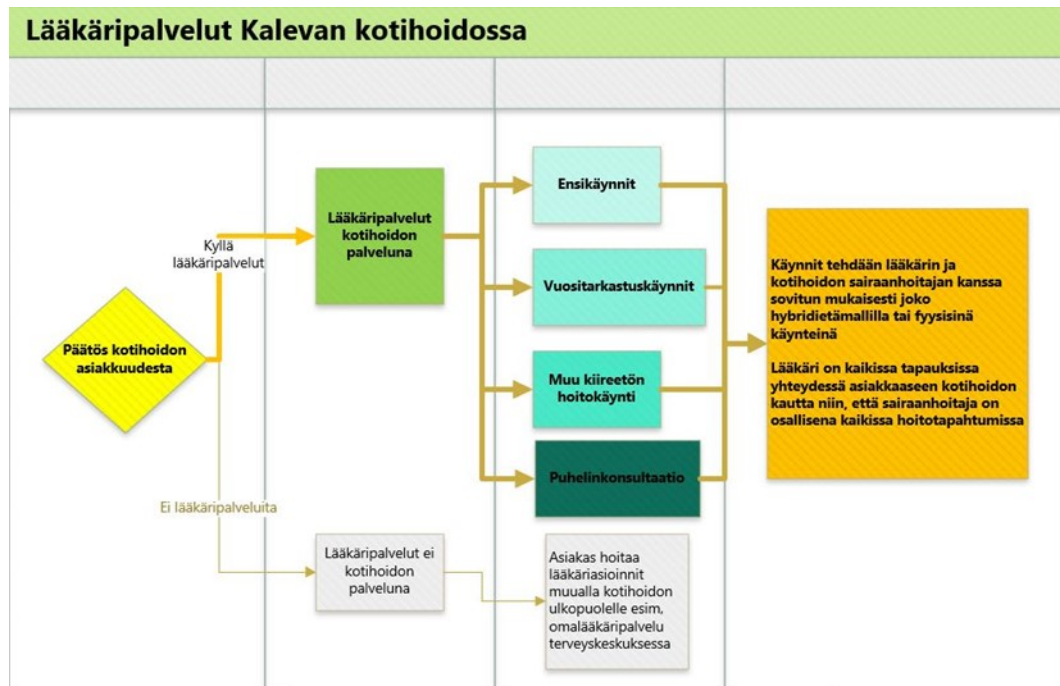 Lääkäripalvelut Kalevan kotihoidossa
Päätös kotihoidon
asiakkuudesta
Kyllä
lääkäripalvelut
Lääkäripalvelut
kotihoidon
palveluna
Ensikäynnit
Vuositarkastuskäynnit
Muu kiireetön
hoitokäynti
Puhelinkonsultaatio
Käynnit tehdään lääkärin ja
kotihoidon sairaanhoitajan kanssa
sovitun mukaisesti joko
hybridietämallilla tai fyysisinä
käynteinä
Lääkäri on kaikissa tapauksissa
yhteydessä asiakkaaseen kotihoidon
kautta niin, että sairaanhoitaja on
osallisena kaikissa hoitotapahtumissa
Ei lääkäripalveluita
Lääkäripalvelut ei
kotihoidon
palveluna
Asiakas hoitaa
lääkäriasioinnit
muualla kotihoidon
ulkopuolelle esim,
omalääkäripalvelu
terveyskeskuksessa